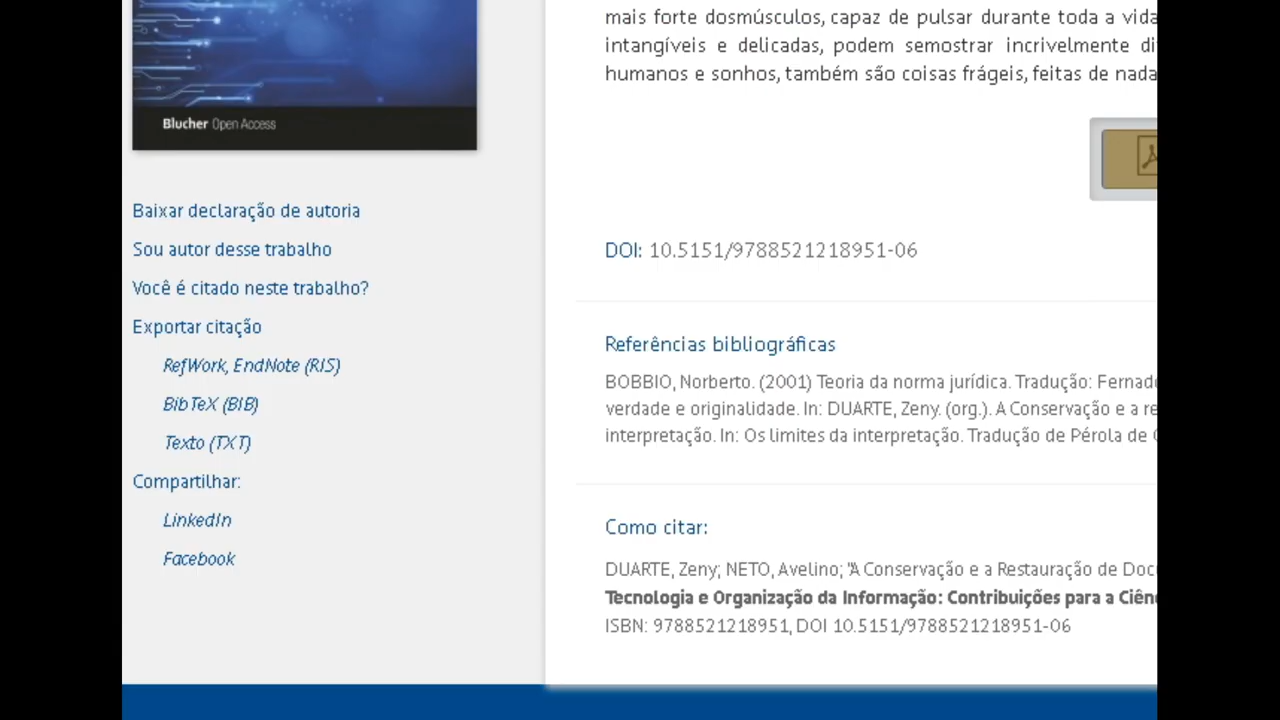 Blucher Open Access
Baixar declaração de autoria
Sou autor desse trabalho
Você é citado neste trabalho?
Exportar citação
RefWork, EndNote (RIS)
BibTeX (BIB)
Texto (TXT)
Compartilhar:
LinkedIn
Facebook
mais forte dosmúsculos, capaz de pulsar durante toda a vida
intangíveis e delicadas, podem semostrar incrivelmente
humanos e sonhos, também são coisas frágeis, feitas de nada
DOI: 10.5151/9788521218951-06
Referências bibliográficas
BOBBIO, Norberto. (2001) Teoria da norma jurídica. Tradução:
verdade e originalidade. In: DUARTE, Zeny. (org.). A Conservação e a
interpretação. In: Os limites da interpretação. Tradução de Pérola de
Como citar:
DUARTE, Zeny; NETO, Avelino; "A Conservação e a Restauração de
Tecnologia e Organização da Informação: Contribuições para a
ISBN: 9788521218951, DOI 10.5151/9788521218951-06